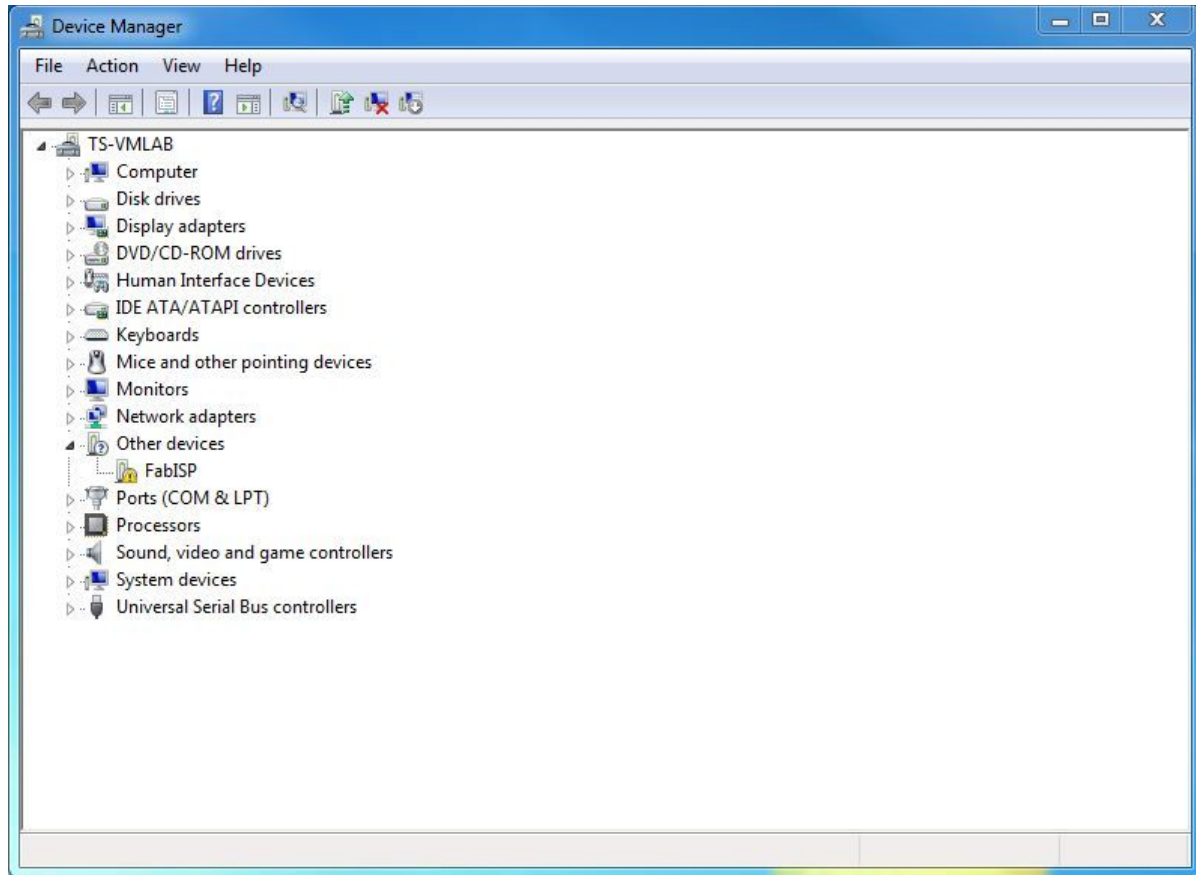 Device Manager
File Action View Help
TS-VMLAB
Computer
Disk drives
Display adapters
DVD/CD-ROM drives
Human Interface Devices
IDE ATA/ATAPI controllers
Keyboards
Mice and other pointing devices
Monitors
Network adapters
Other devices
FabISP
Ports (COM & LPT)
Processors
Sound, video and game controllers
System devices
Universal Serial Bus controllers